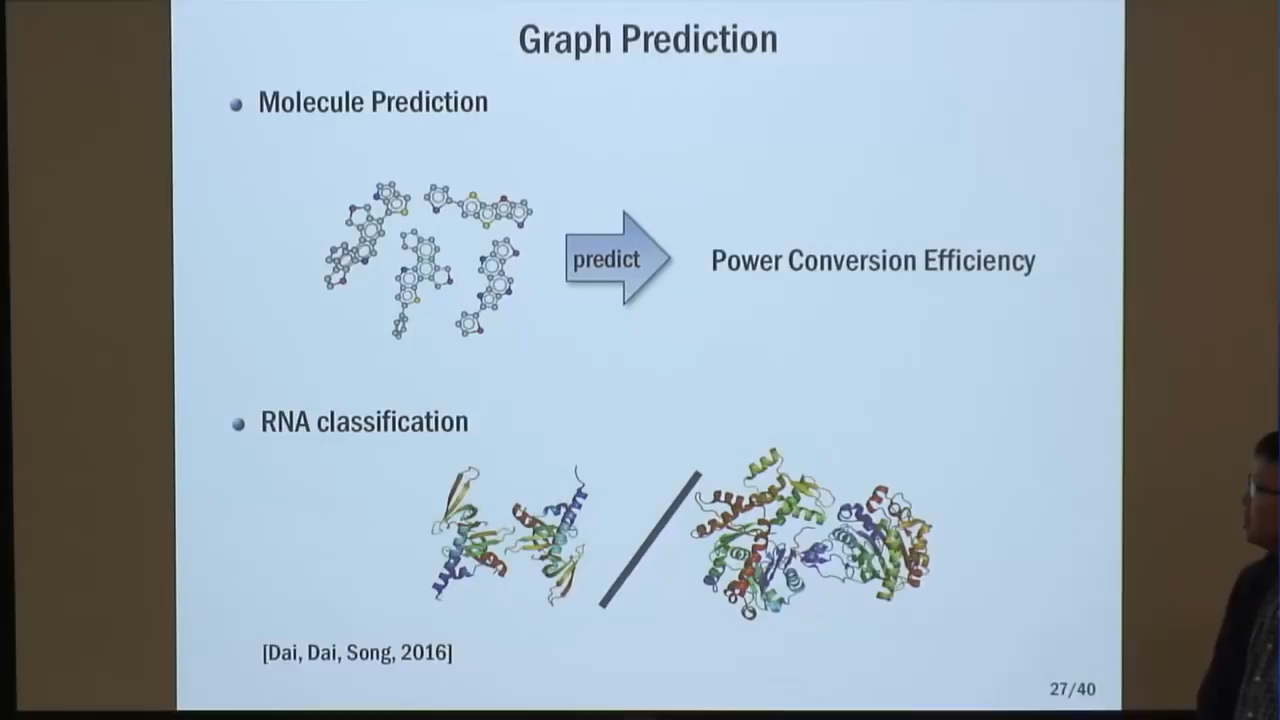 Graph Prediction
Molecule Prediction
predict
Power Conversion Efficiency
RNA classification
[Dai, Dai, Song, 2016]
27/40